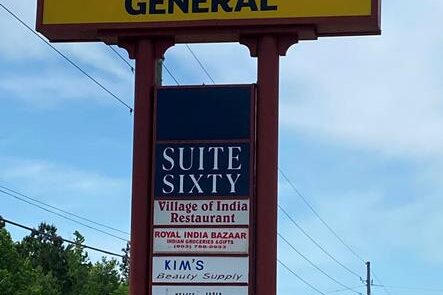 GENERAL
SUITE
SIXTY
Village of India
Restaurant
ROYAL INDIA BAZAAR
INDIAN GROCERIES & GIFTS
KIM'S
Beauty Supply